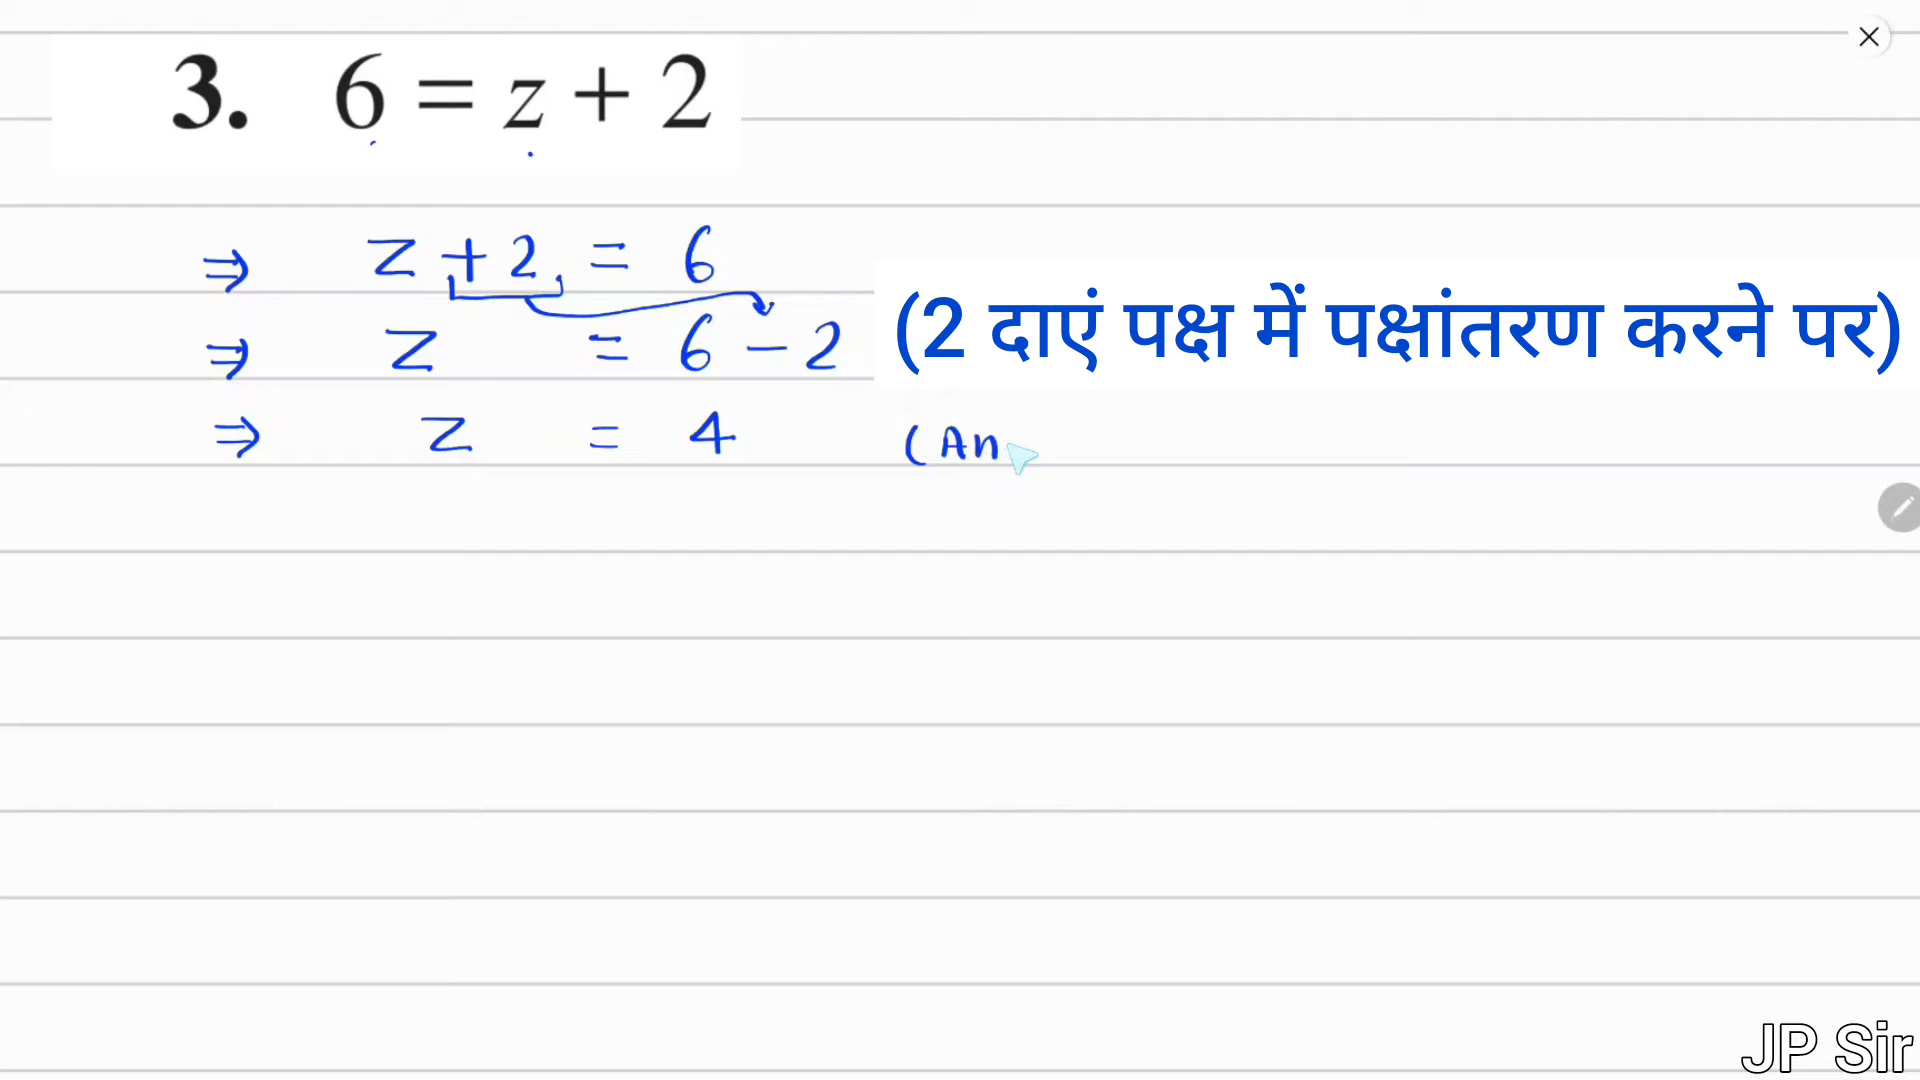 3. 6 = z + 2
⇒ z + 2 = 6
⇒ z = 6 - 2 (2 दाएं पक्ष में पक्षांतरण करने पर)
⇒ z = 4 (An
JP Sir